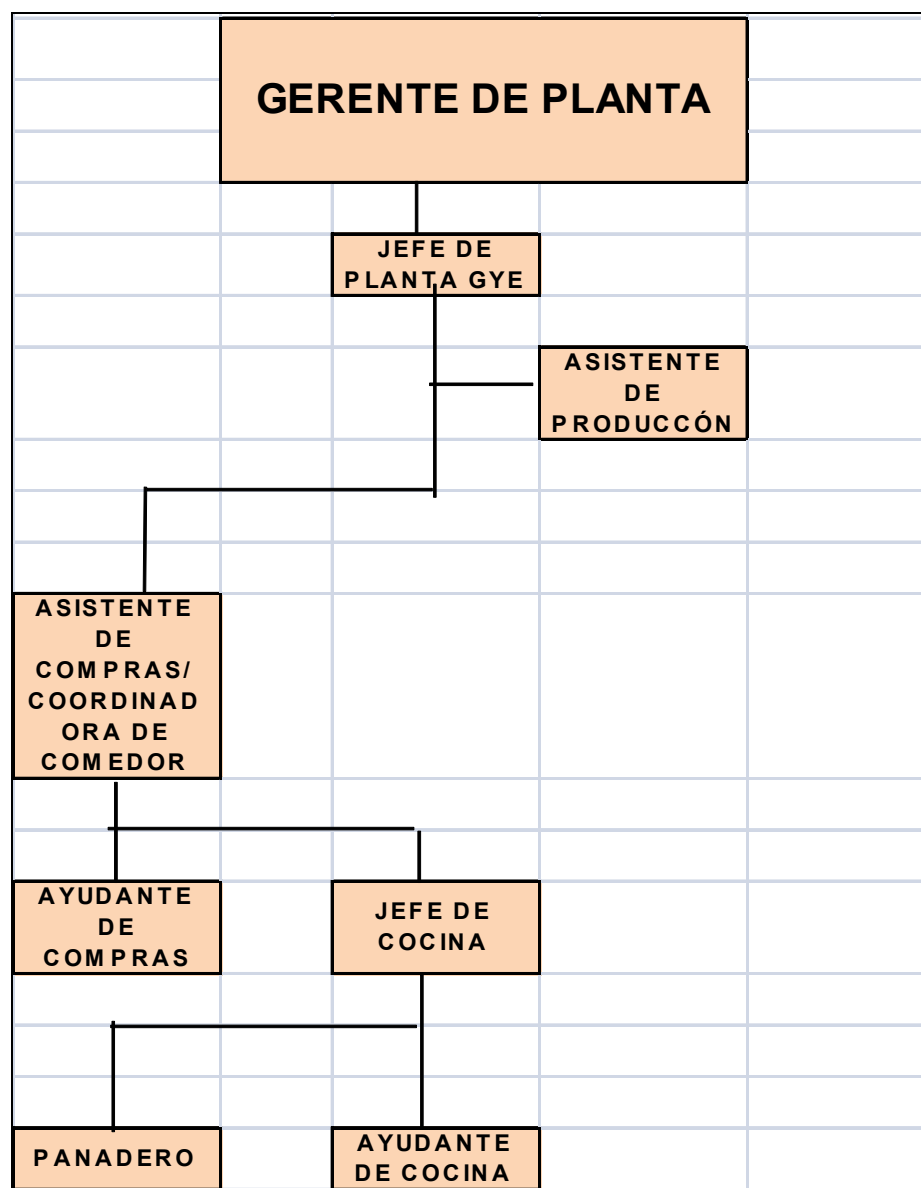 GERENTE DE PLANTA
JEFE DE
PLANTA GYE
ASISTENTE
DE
PRODUCCÓN
ASISTENTE
DE
COMPRAS/
COORDINAD
ORA DE
COMEDOR
AYUDANTE
DE
COMPRAS
JEFE DE
COCINA
PANADERO
AYUDANTE
DE COCINA